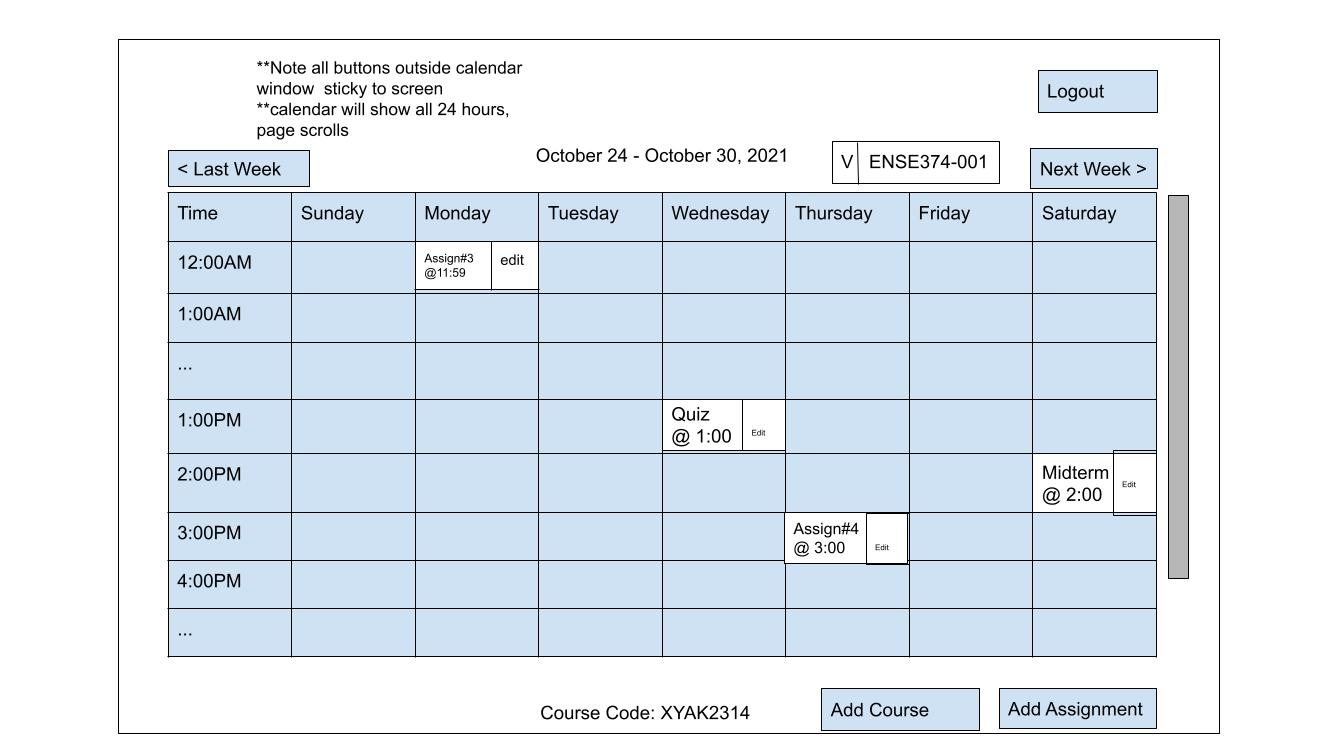 **Note all buttons outside calendar
window  sticky to screen
**calendar will show all 24 hours,
page scrolls
Logout
< Last Week
October 24 - October 30, 2021
V
ENSE374-001
Next Week >
Time
Sunday
Monday
Tuesday
Wednesday
Thursday
Friday
Saturday
12:00AM
Assign#3
@11:59
edit
1:00AM
...
1:00PM
Quiz
@ 1:00
Edit
2:00PM
Midterm
@ 2:00
Edit
3:00PM
Assign#4
@ 3:00
Edit
4:00PM
...
Course Code: XYAK2314
Add Course
Add Assignment